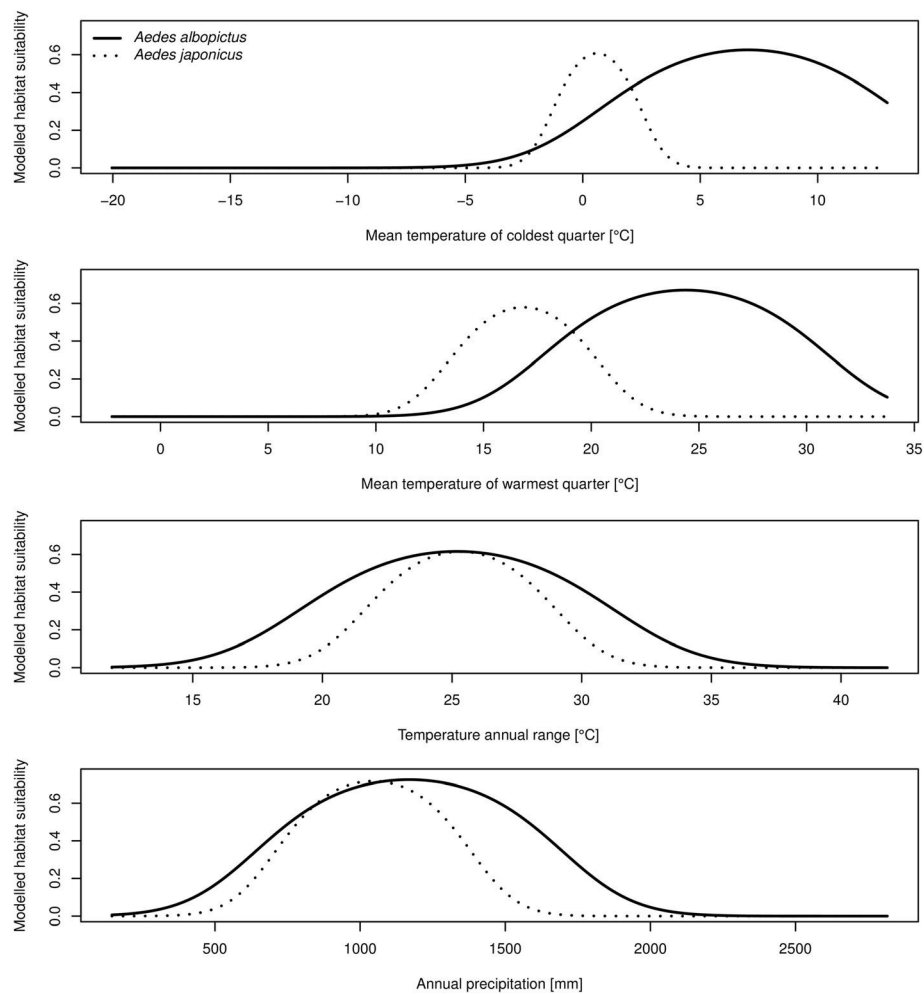 Aedes albopictus
Aedes japonicus
Modelled habitat suitability
0.0 0.2 0.4 0.6
−20 −15 −10 −5 0 5 10
Mean temperature of coldest quarter [°C]
Modelled habitat suitability
0.0 0.2 0.4 0.6
0 5 10 15 20 25 30 35
Mean temperature of warmest quarter [°C]
Modelled habitat suitability
0.0 0.2 0.4 0.6
15 20 25 30 35 40
Temperature annual range [°C]
Modelled habitat suitability
0.0 0.2 0.4 0.6
500 1000 1500 2000 2500
Annual precipitation [mm]